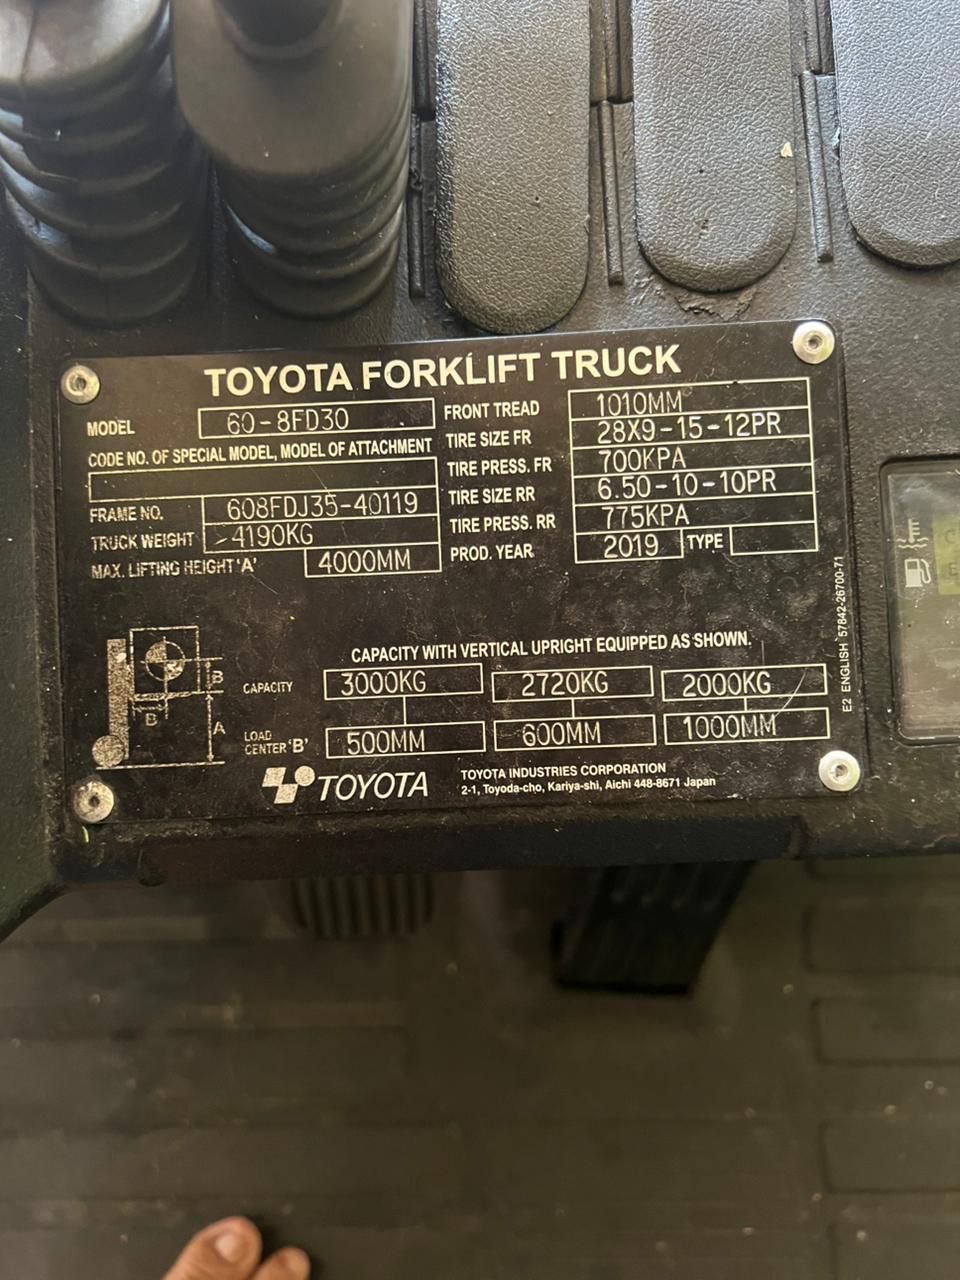 TOYOTA FORKLIFT TRUCK
MODEL 60-8FD30
CODE NO. OF SPECIAL MODEL, MODEL OF ATTACHMENT
FRAME NO. 608FDJ35-40119
TRUCK WEIGHT 4190KG
MAX. LIFTING HEIGHT 'A' 4000MM
FRONT TREAD 1010MM
TIRE SIZE FR 28X9-15-12PR
TIRE PRESS. FR 700KPA
TIRE SIZE RR 6.50-10-10PR
TIRE PRESS. RR 775KPA
PROD. YEAR 2019 TYPE
CAPACITY WITH VERTICAL UPRIGHT EQUIPPED AS SHOWN.
B
B
A
CAPACITY 3000KG 2720KG 2000KG
LOAD
CENTER 'B' 500MM 600MM 1000MM
TOYOTA
TOYOTA INDUSTRIES CORPORATION
2-1, Toyoda-cho, Kariya-shi, Aichi 448-8671 Japan
E2 ENGLISH 57842-26700-71